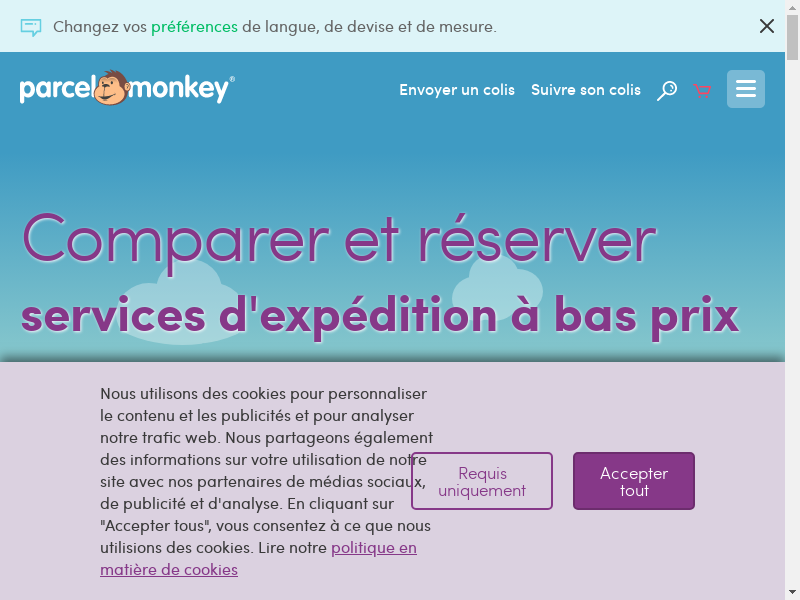 Changez vos préférences de langue, de devise et de mesure.
parcel monkey®
Envoyer un colis
Suivre son colis
Comparer et réserver
services d'expédition à bas prix
Nous utilisons des cookies pour personnaliser
le contenu et les publicités et pour analyser
notre trafic web. Nous partageons également
des informations sur votre utilisation de notre
site avec nos partenaires de médias sociaux,
de publicité et d'analyse. En cliquant sur
"Accepter tous", vous consentez à ce que nous
utilisions des cookies. Lire notre politique en
matière de cookies
Requis
uniquement
Accepter
tout